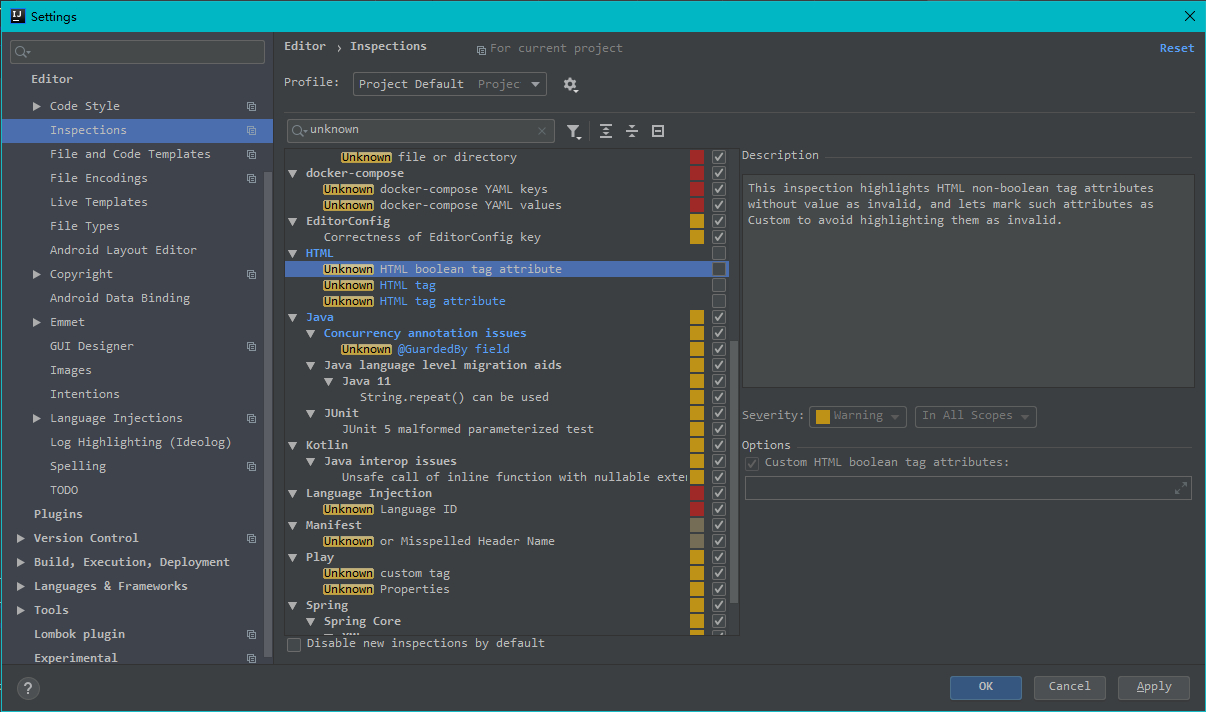 Settings
Editor
Code Style
Inspections
File and Code Templates
File Encodings
Live Templates
File Types
Android Layout Editor
Copyright
Android Data Binding
Emmet
GUI Designer
Images
Intentions
Language Injections
Log Highlighting (Ideolog)
Spelling
TODO
Plugins
Version Control
Build, Execution, Deployment
Languages & Frameworks
Tools
Lombok plugin
Experimental
Editor › Inspections For current project Reset
Profile: Project Default Projec
unknown
Unknown file or directory
docker-compose
Unknown docker-compose YAML keys
Unknown docker-compose YAML values
EditorConfig
Correctness of EditorConfig key
HTML
Unknown HTML boolean tag attribute
Unknown HTML tag
Unknown HTML tag attribute
Java
Concurrency annotation issues
Unknown @GuardedBy field
Java language level migration aids
Java 11
String.repeat() can be used
JUnit
JUnit 5 malformed parameterized test
Kotlin
Java interop issues
Unsafe call of inline function with nullable exte
Language Injection
Unknown Language ID
Manifest
Unknown or Misspelled Header Name
Play
Unknown custom tag
Unknown Properties
Spring
Spring Core
Disable new inspections by default
Description
This inspection highlights HTML non-boolean tag attributes
without value as invalid, and lets mark such attributes as
Custom to avoid highlighting them as invalid.
Severity: Warning In All Scopes
Options
Custom HTML boolean tag attributes:
? OK Cancel Apply